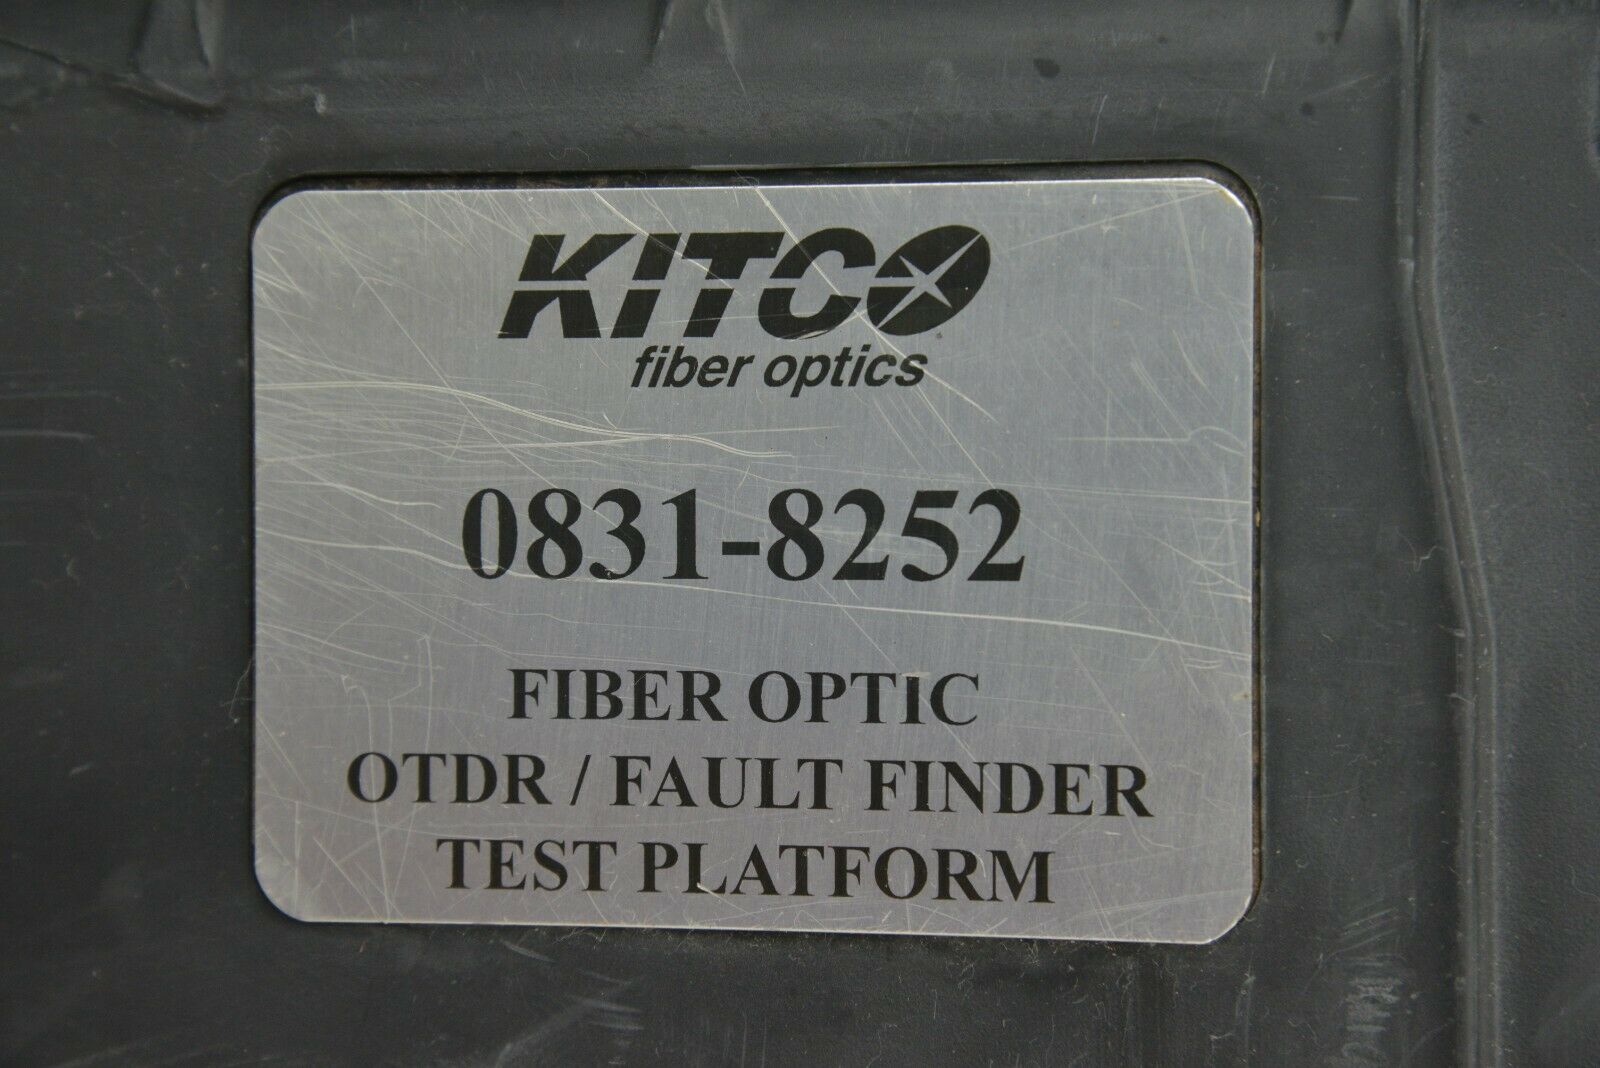 KITCO
fiber optics
0831-8252
FIBER OPTIC
OTDR / FAULT FINDER
TEST PLATFORM